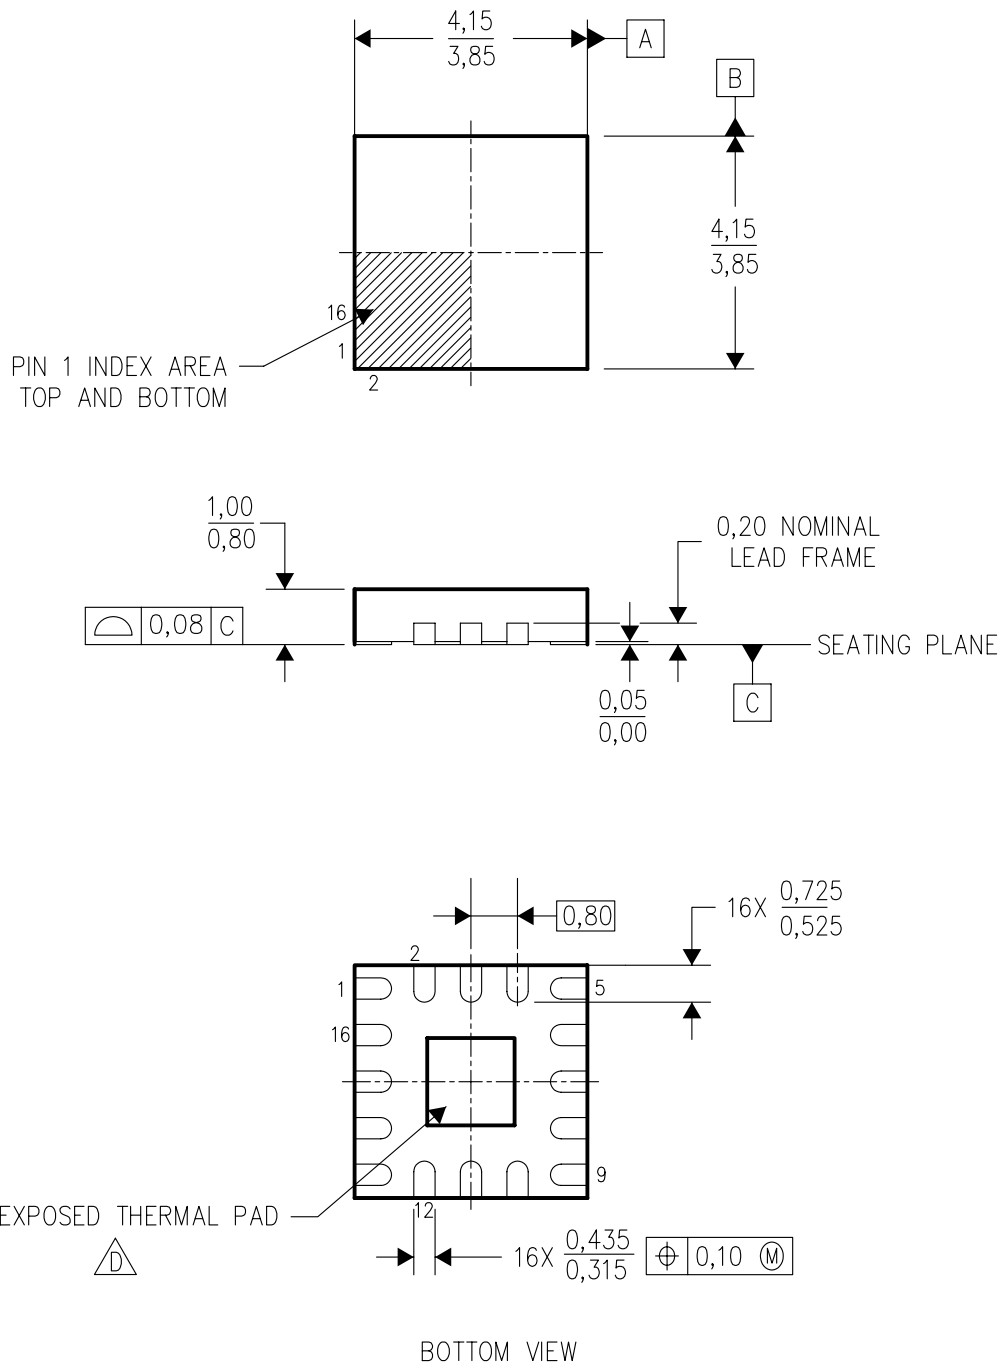 4,15
3,85
A
B
4,15
3,85
16
1
2
PIN 1 INDEX AREA
TOP AND BOTTOM
1,00
0,80
0,20 NOMINAL
LEAD FRAME
0,08 C
SEATING PLANE
0,05
0,00
C
0,80
16X 0,725
0,525
2
1
5
16
9
12
EXPOSED THERMAL PAD
D
16X 0,435
0,315
0,10 M
BOTTOM VIEW